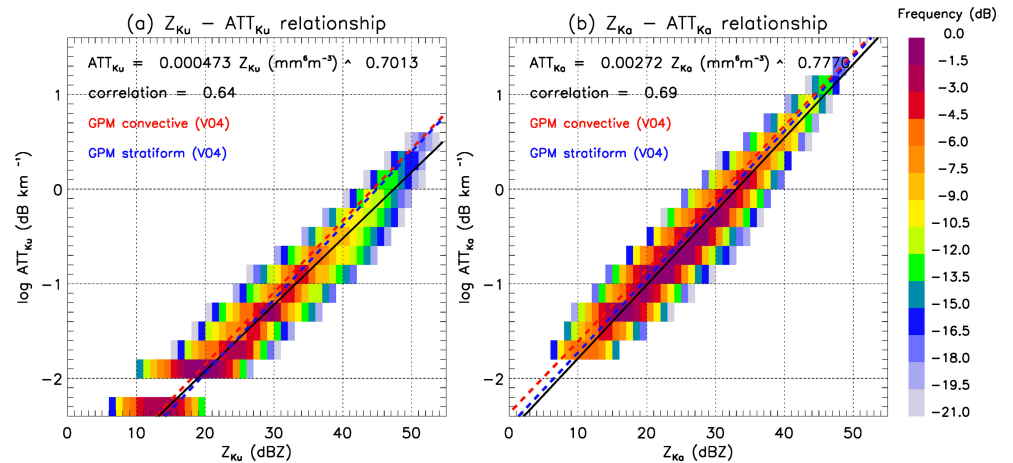 (a) Z_Ku – ATT_Ku relationship
ATT_Ku = 0.000473 Z_Ku (mm⁶m⁻³) ^ 0.7013
correlation = 0.64
GPM convective (V04)
GPM stratiform (V04)
log ATT_Ku (dB km⁻¹)
1
0
−1
−2
0 10 20 30 40 50
Z_Ku (dBZ)
(b) Z_Ka – ATT_Ka relationship
ATT_Ka = 0.00272 Z_Ka (mm⁶m⁻³) ^ 0.7770
correlation = 0.69
GPM convective (V04)
GPM stratiform (V04)
log ATT_Ka (dB km⁻¹)
1
0
−1
−2
0 10 20 30 40 50
Z_Ka (dBZ)
Frequency (dB)
0.0
−1.5
−3.0
−4.5
−6.0
−7.5
−9.0
−10.5
−12.0
−13.5
−15.0
−16.5
−18.0
−19.5
−21.0